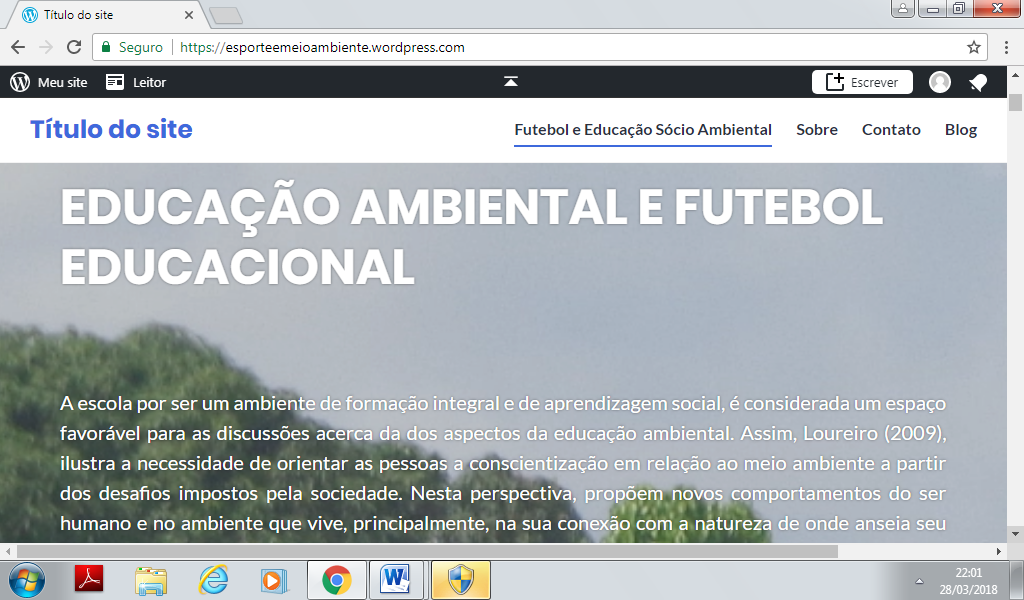 Título do site
Seguro
https://esporteemeioambiente.wordpress.com
Meu site
Leitor
Escrever
Título do site
Futebol e Educação Sócio Ambiental
Sobre
Contato
Blog
EDUCAÇÃO AMBIENTAL E FUTEBOL
EDUCACIONAL
A escola por ser um ambiente de formação integral e de aprendizagem social, é considerada um espaço
favorável para as discussões acerca da dos aspectos da educação ambiental. Assim, Loureiro (2009),
ilustra a necessidade de orientar as pessoas a conscientização em relação ao meio ambiente a partir
dos desafios impostos pela sociedade. Nesta perspectiva, propõem novos comportamentos do ser
humano e no ambiente que vive, principalmente, na sua conexão com a natureza de onde anseia seu
22:01
28/03/2018